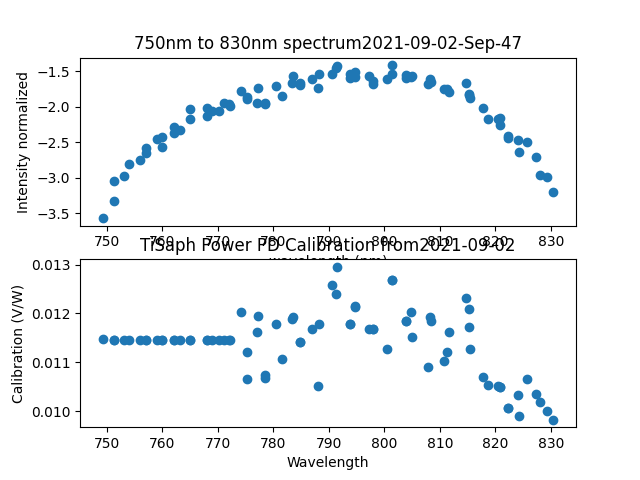 750nm to 830nm spectrum2021-09-02-Sep-47
Intensity normalized
−1.5
−2.0
−2.5
−3.0
−3.5
750 760 770 780 790 800 810 820 830
wavelength (nm)
TiSaph Power PD Calibration from2021-09-02
Calibration (V/W)
0.013
0.012
0.011
0.010
750 760 770 780 790 800 810 820 830
Wavelength